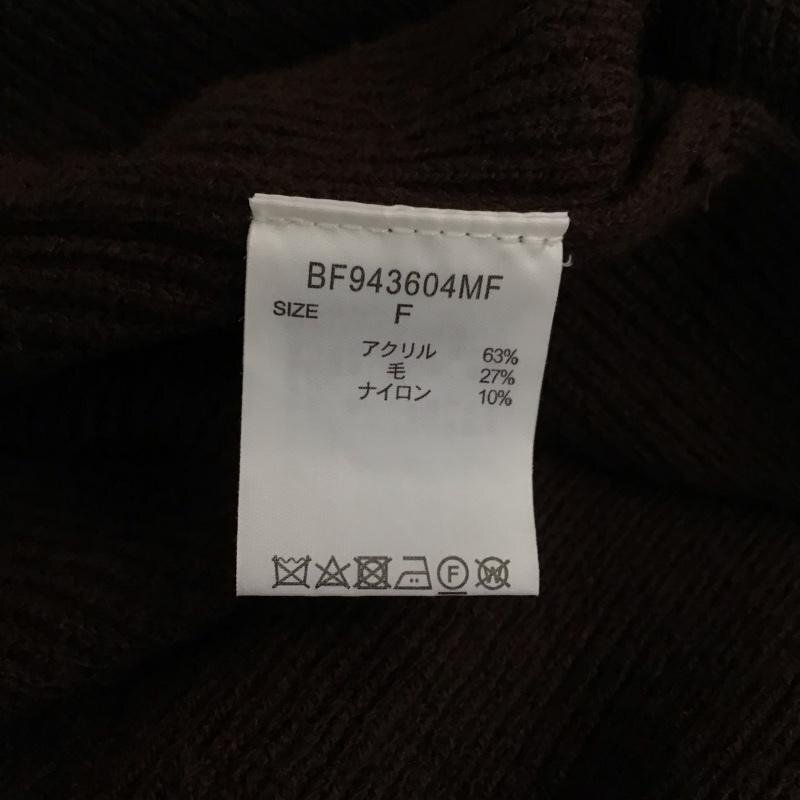 BF943604MF
SIZE F
アクリル 63%
毛 27%
ナイロン 10%
F W